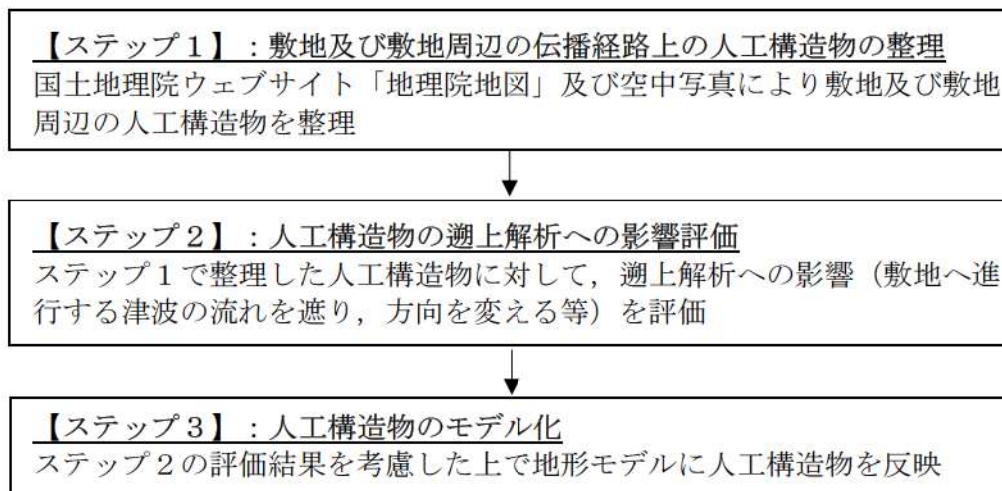 【ステップ１】：敷地及び敷地周辺の伝播経路上の人工構造物の整理
国土地理院ウェブサイト「地理院地図」及び空中写真により敷地及び敷地
周辺の人工構造物を整理
【ステップ２】：人工構造物の遡上解析への影響評価
ステップ１で整理した人工構造物に対して，遡上解析への影響（敷地へ進
行する津波の流れを遮り，方向を変える等）を評価
【ステップ３】：人工構造物のモデル化
ステップ２の評価結果を考慮した上で地形モデルに人工構造物を反映